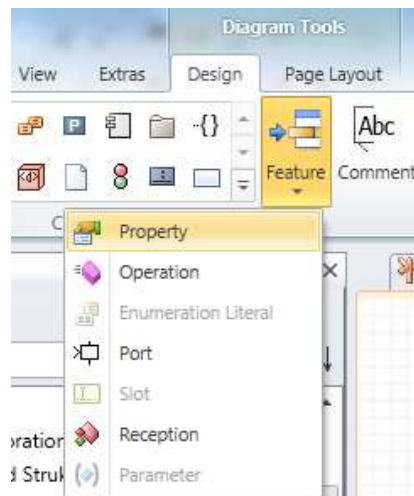 Diagram Tools
View Extras Design Page Layout
P -{} Abc
Feature Comment
Property
Operation
Enumeration Literal
Port
Slot
Reception
Parameter